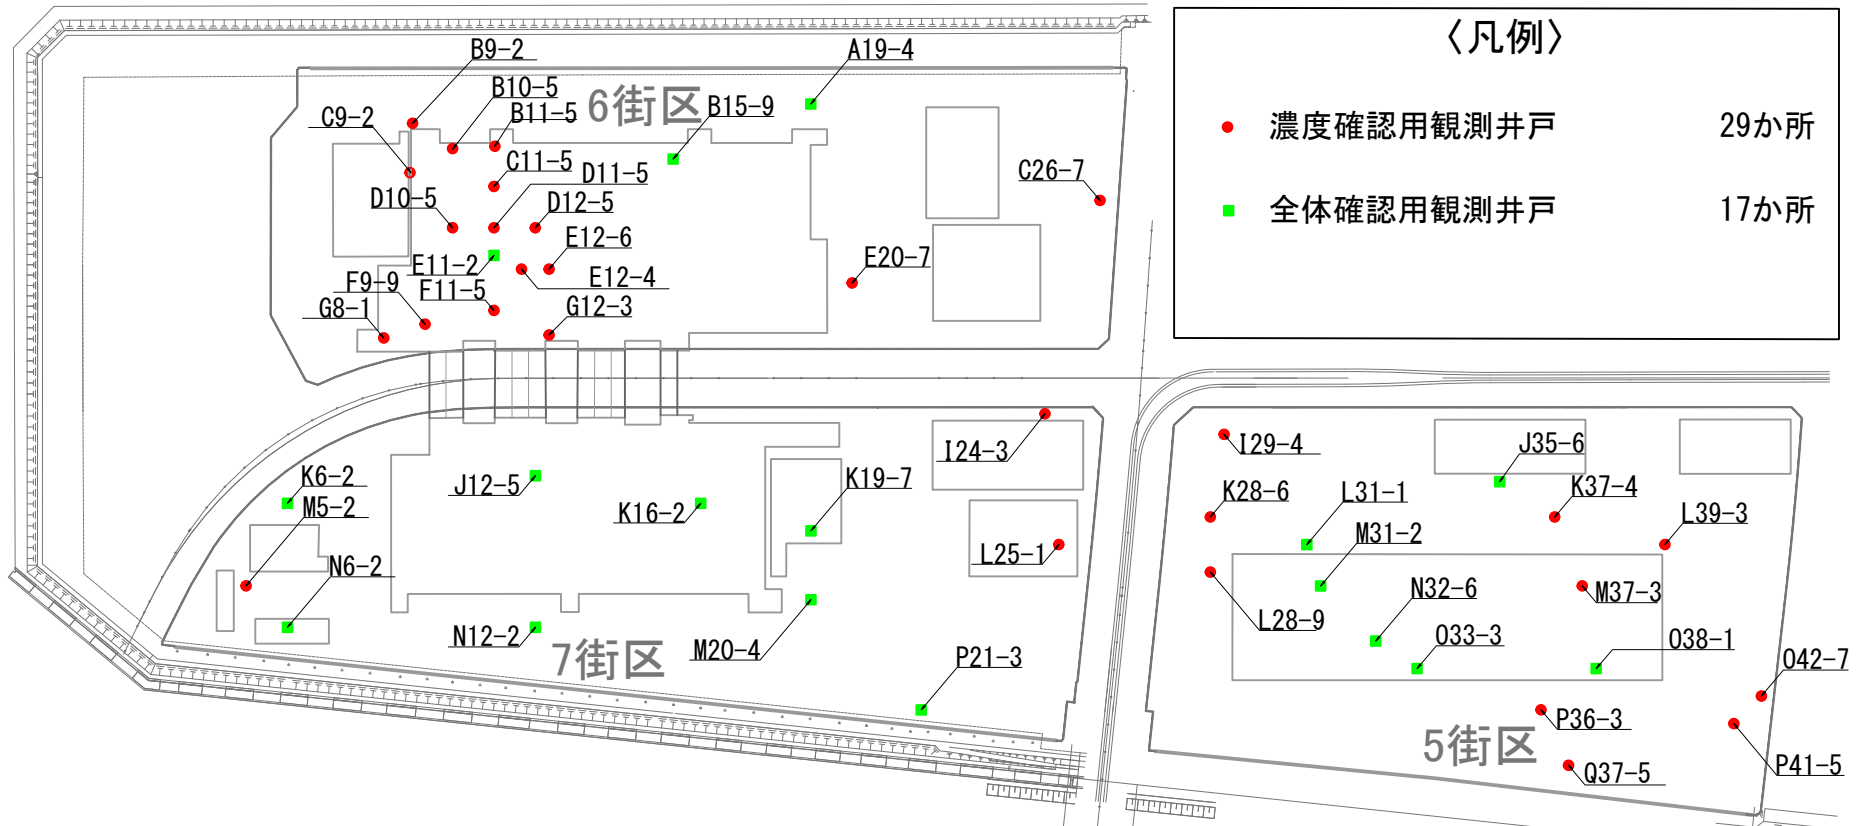 〈凡例〉
濃度確認用観測井戸 29か所
全体確認用観測井戸 17か所
6街区
B9-2
A19-4
B10-5
B15-9
B11-5
C9-2
C11-5
D11-5
C26-7
D10-5
D12-5
E12-6
E11-2
E12-4
E20-7
F9-9
F11-5
G8-1
G12-3
7街区
I24-3
K6-2
J12-5
K19-7
M5-2
K16-2
L25-1
N6-2
N12-2
M20-4
P21-3
5街区
I29-4
J35-6
K28-6
L31-1
K37-4
M31-2
L39-3
L28-9
N32-6
M37-3
O33-3
O38-1
O42-7
P36-3
P41-5
Q37-5